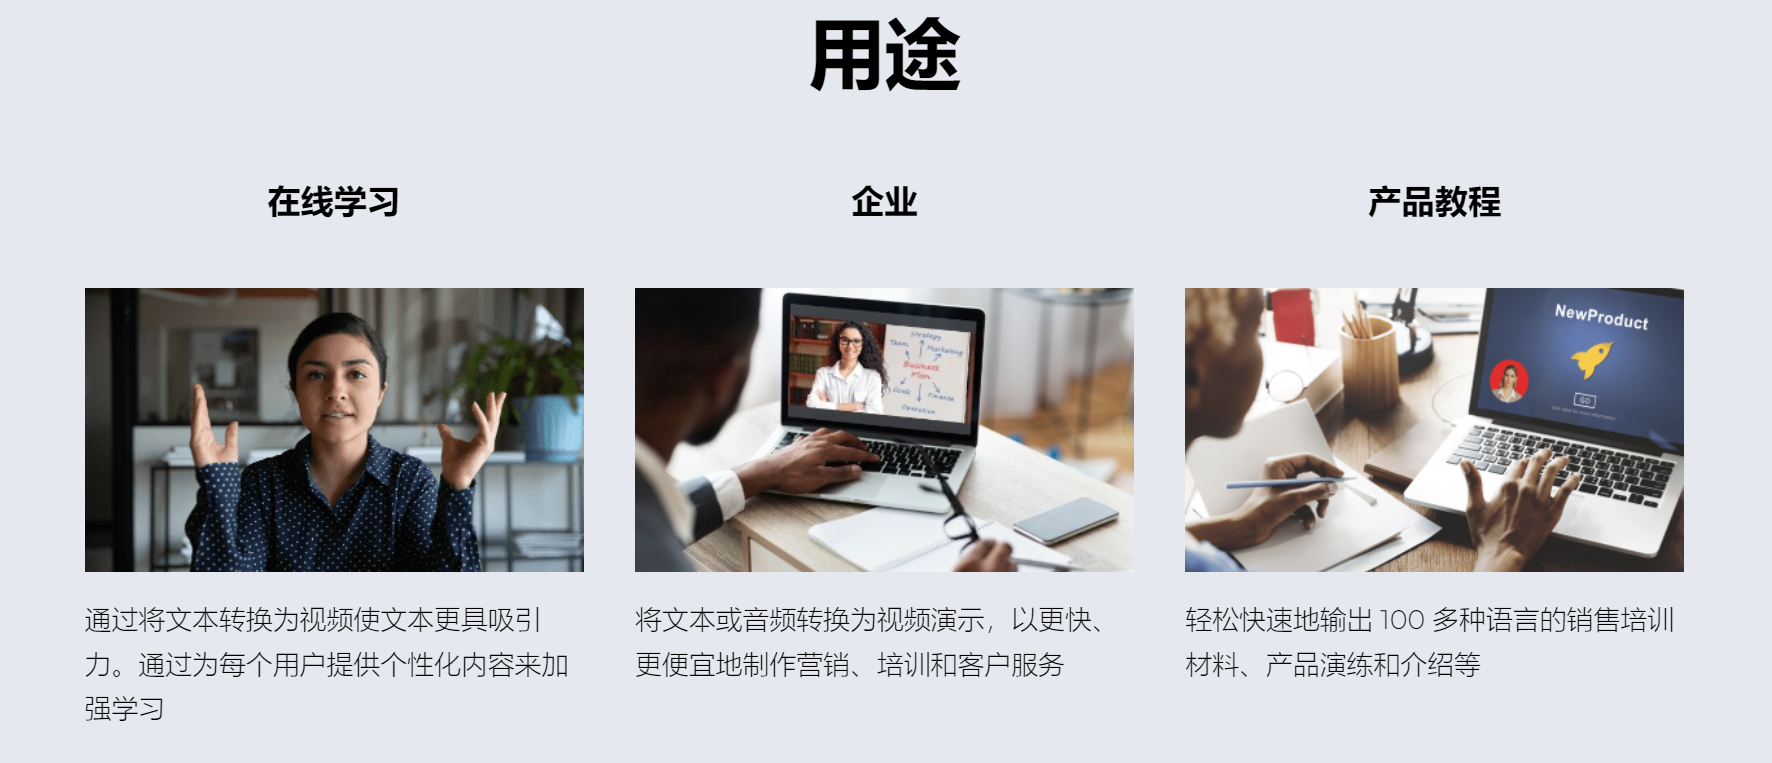 用途
在线学习
企业
产品教程
Strategy
Team
Marketing
Business
Plan
Goals
Finance
Operation
NewProduct
GO
通过将文本转换为视频使文本更具吸引
力。通过为每个用户提供个性化内容来加
强学习
将文本或音频转换为视频演示，以更快、
更便宜地制作营销、培训和客户服务
轻松快速地输出 100 多种语言的销售培训
材料、产品演练和介绍等